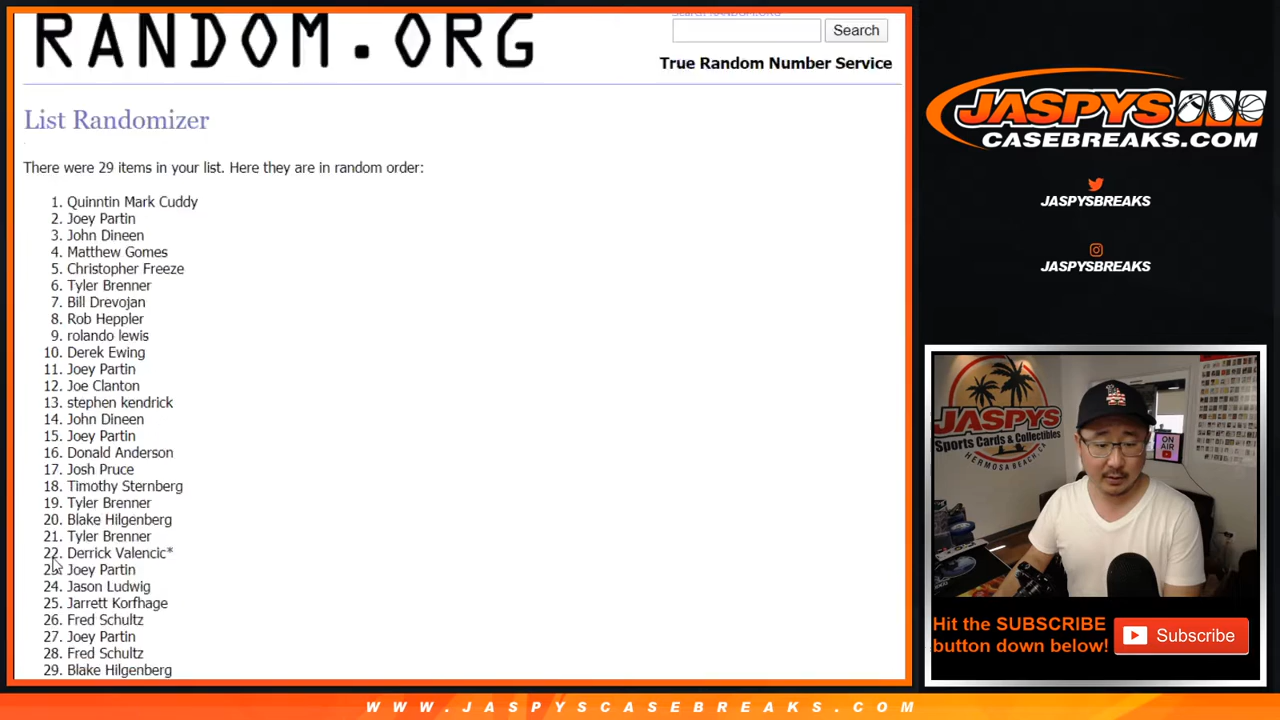 RANDOM.ORG
Search RANDOM.ORG
Search
True Random Number Service
List Randomizer
There were 29 items in your list. Here they are in random order:
1. Quinntin Mark Cuddy
2. Joey Partin
3. John Dineen
4. Matthew Gomes
5. Christopher Freeze
6. Tyler Brenner
7. Bill Drevojan
8. Rob Heppler
9. rolando lewis
10. Derek Ewing
11. Joey Partin
12. Joe Clanton
13. stephen kendrick
14. John Dineen
15. Joey Partin
16. Donald Anderson
17. Josh Pruce
18. Timothy Sternberg
19. Tyler Brenner
20. Blake Hilgenberg
21. Tyler Brenner
22. Derrick Valencic*
23. Joey Partin
24. Jason Ludwig
25. Jarrett Korfhage
26. Fred Schultz
27. Joey Partin
28. Fred Schultz
29. Blake Hilgenberg
JASPYS
CASEBREAKS.COM
JASPYSBREAKS
JASPYSBREAKS
JASPYS
Sports Cards & Collectibles
HERMOSA BEACH, CA
ON
AIR
Hit the SUBSCRIBE
button down below!
Subscribe
WWW.JASPYSCASEBREAKS.COM